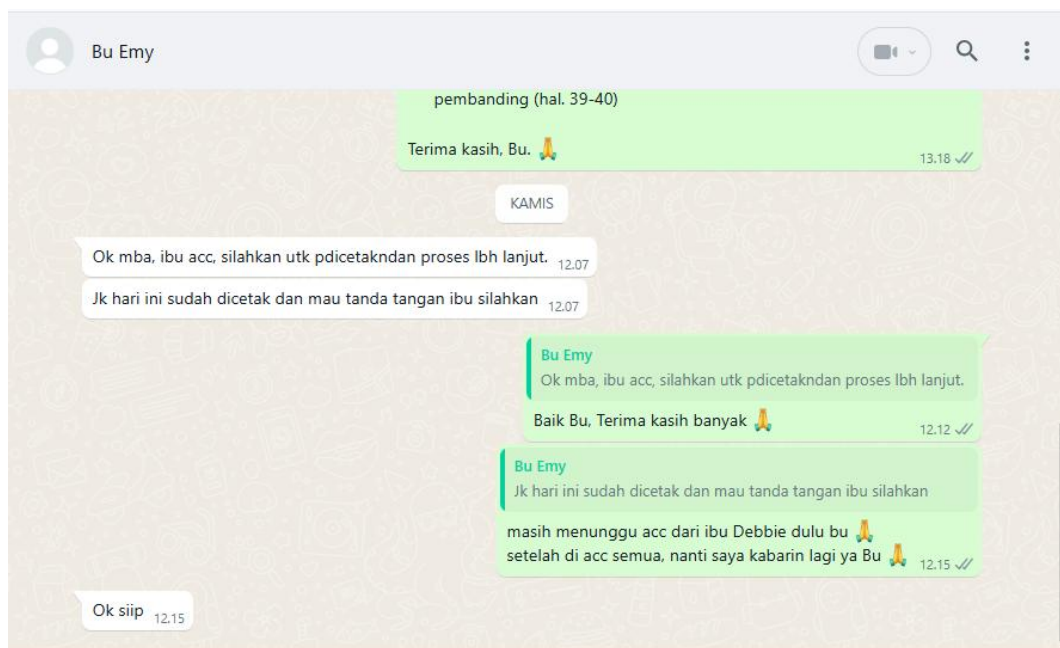 Bu Emy
pembanding (hal. 39-40)
Terima kasih, Bu. 🙏
13.18
KAMIS
Ok mba, ibu acc, silahkan utk pdicetakndan proses lbh lanjut. 12.07
Jk hari ini sudah dicetak dan mau tanda tangan ibu silahkan 12.07
Bu Emy
Ok mba, ibu acc, silahkan utk pdicetakndan proses lbh lanjut.
Baik Bu, Terima kasih banyak 🙏
12.12
Bu Emy
Jk hari ini sudah dicetak dan mau tanda tangan ibu silahkan
masih menunggu acc dari ibu Debbie dulu bu 🙏
setelah di acc semua, nanti saya kabarin lagi ya Bu 🙏 12.15
Ok siip 12.15